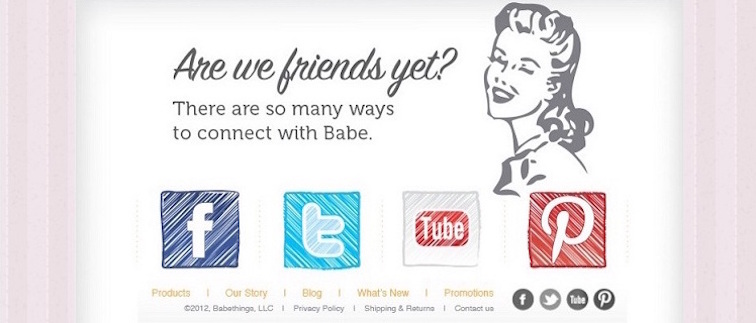 Are we friends yet?
There are so many ways
to connect with Babe.
f t Tube P
Products | Our Story | Blog | What's New | Promotions
©2012, Babethings, LLC | Privacy Policy | Shipping & Returns | Contact us
f Tube P